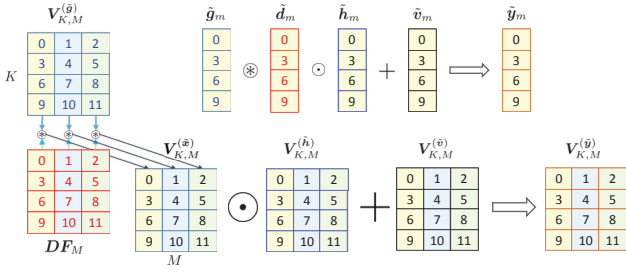 V_{K,M}^{(g̃)}
0 1 2
3 4 5
6 7 8
9 10 11
K
⊛ ⊛ ⊛
0 1 2
3 4 5
6 7 8
9 10 11
DF_M
g̃_m ⊛ d̃_m ⊙ h̃_m + ṽ_m ⇒ ỹ_m
0 0 0 0 0
3 3 3 3 3
6 6 6 6 6
9 9 9 9 9
V_{K,M}^{(x̃)} ⊙ V_{K,M}^{(h̃)} + V_{K,M}^{(ṽ)} ⇒ V_{K,M}^{(ỹ)}
0 1 2 0 1 2 0 1 2 0 1 2
3 4 5 3 4 5 3 4 5 3 4 5
6 7 8 6 7 8 6 7 8 6 7 8
9 10 11 9 10 11 9 10 11 9 10 11
M